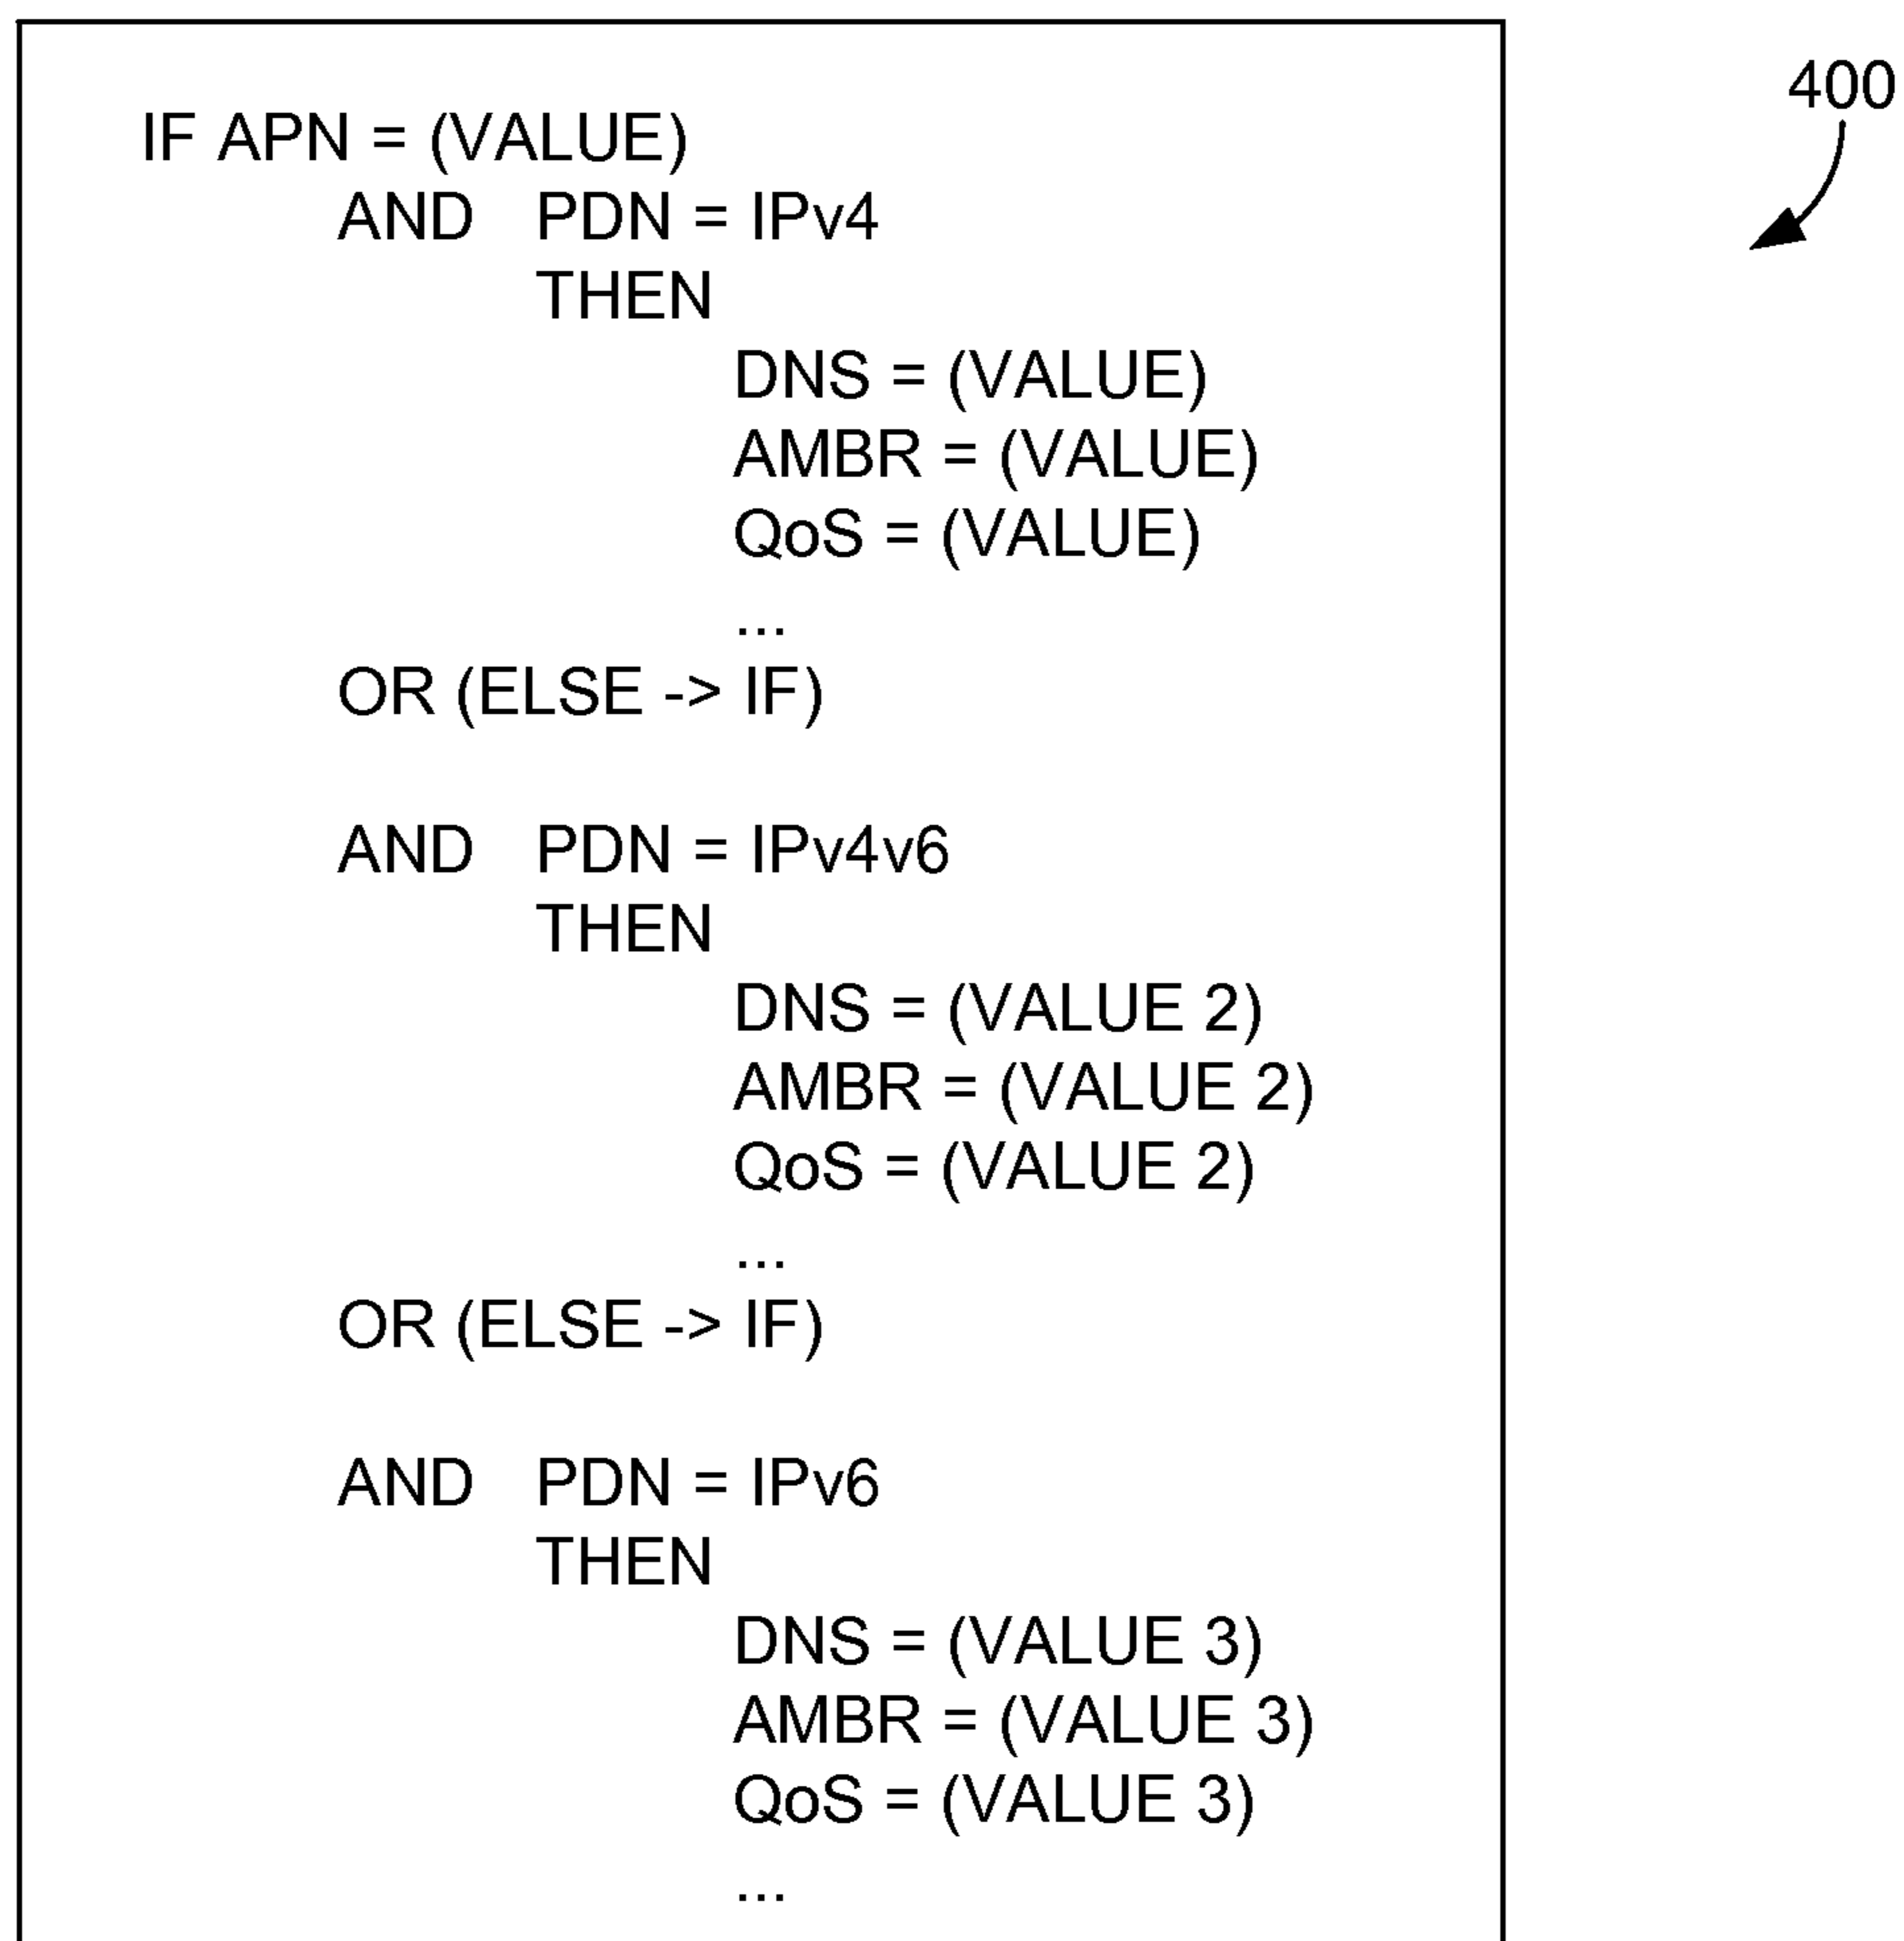 400
IF APN = (VALUE)
AND PDN = IPv4
THEN
DNS = (VALUE)
AMBR = (VALUE)
QoS = (VALUE)
...
OR (ELSE -> IF)
AND PDN = IPv4v6
THEN
DNS = (VALUE 2)
AMBR = (VALUE 2)
QoS = (VALUE 2)
...
OR (ELSE -> IF)
AND PDN = IPv6
THEN
DNS = (VALUE 3)
AMBR = (VALUE 3)
QoS = (VALUE 3)
...